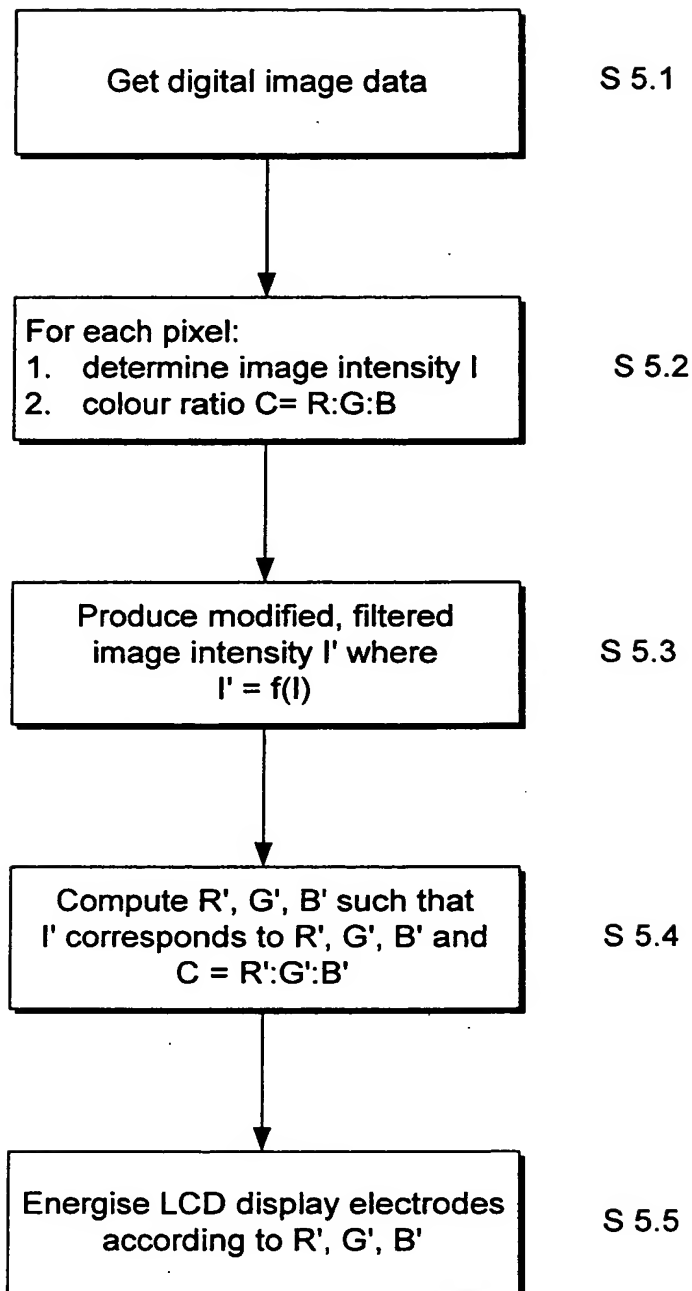 Get digital image data
S 5.1
For each pixel:
1. determine image intensity I
2. colour ratio C= R:G:B
S 5.2
Produce modified, filtered
image intensity I' where
I' = f(I)
S 5.3
Compute R', G', B' such that
I' corresponds to R', G', B' and
C = R':G':B'
S 5.4
Energise LCD display electrodes
according to R', G', B'
S 5.5